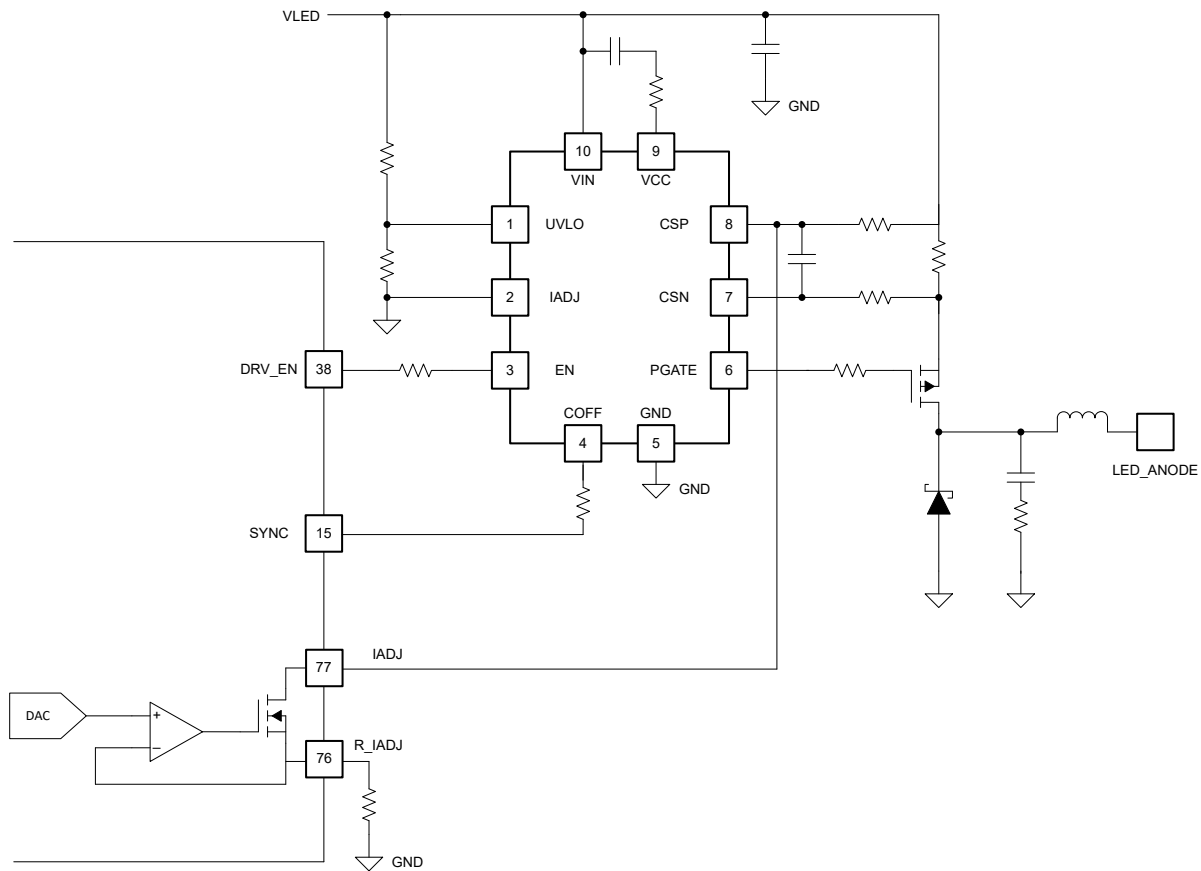 VLED
GND
10
9
VIN
VCC
1
UVLO
CSP
8
2
IADJ
CSN
7
DRV_EN
38
3
EN
PGATE
6
COFF
GND
4
5
GND
LED_ANODE
SYNC
15
IADJ
77
DAC
+
−
R_IADJ
76
GND